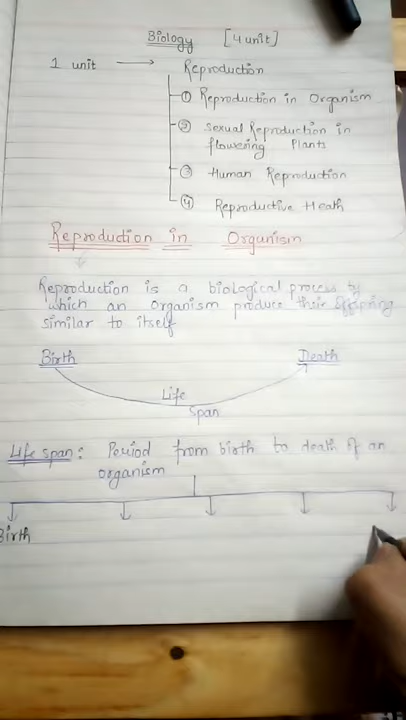 Biology [4 unit]
1 unit → Reproduction
① Reproduction in Organism
② Sexual Reproduction in
flowering Plants
③ Human Reproduction
④ Reproductive Heath
Reproduction in Organism
Reproduction is a biological process by
which an organism produce their offspring
similar to itself
Birth Death
Life
Span
Life span: Period from birth to death of an
organism
Birth